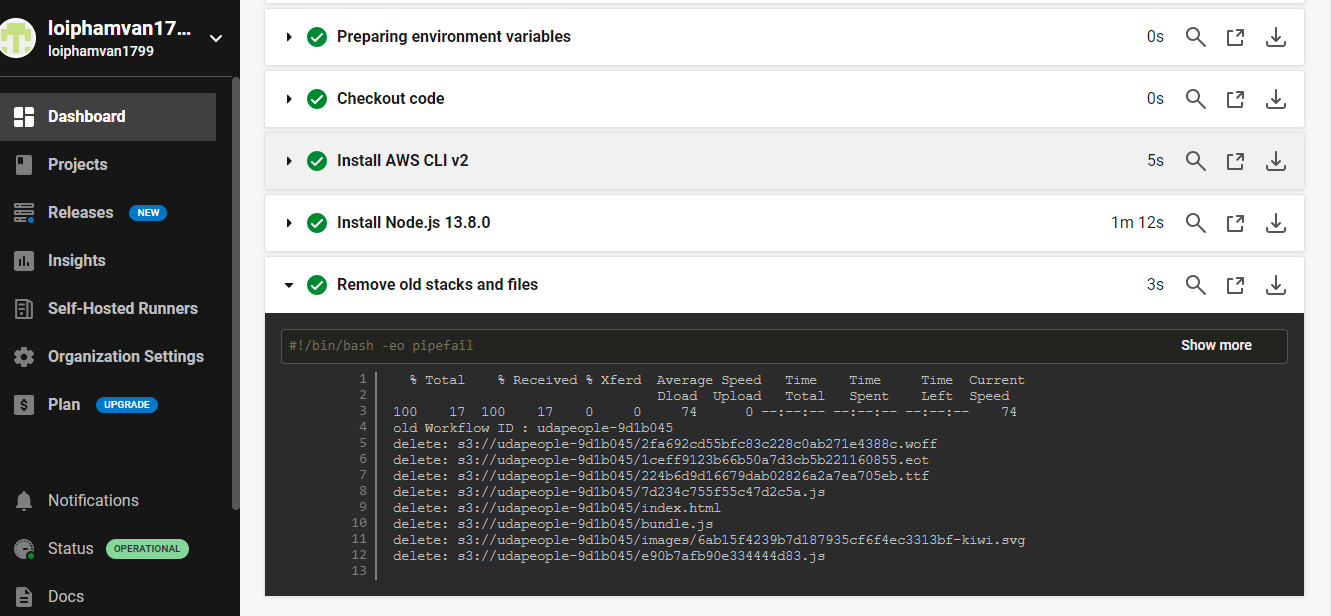 loiphamvan17...
loiphamvan1799
Dashboard
Projects
Releases NEW
Insights
Self-Hosted Runners
Organization Settings
Plan UPGRADE
Notifications
Status OPERATIONAL
Docs
Preparing environment variables 0s
Checkout code 0s
Install AWS CLI v2 5s
Install Node.js 13.8.0 1m 12s
Remove old stacks and files 3s
#!/bin/bash -eo pipefail Show more
1 % Total % Received % Xferd Average Speed Time Time Time Current
2 Dload Upload Total Spent Left Speed
3 100 17 100 17 0 0 74 0 --:--:-- --:--:-- --:--:-- 74
4 old Workflow ID : udapeople-9d1b045
5 delete: s3://udapeople-9d1b045/2fa692cd55bfc83c228c0ab271e4388c.woff
6 delete: s3://udapeople-9d1b045/1ceff9123b66b50a7d3cb5b221160855.eot
7 delete: s3://udapeople-9d1b045/224b6d9d16679dab02826a2a7ea705eb.ttf
8 delete: s3://udapeople-9d1b045/7d234c755f55c47d2c5a.js
9 delete: s3://udapeople-9d1b045/index.html
10 delete: s3://udapeople-9d1b045/bundle.js
11 delete: s3://udapeople-9d1b045/images/6ab15f4239b7d187935cf6f4ec3313bf-kiwi.svg
12 delete: s3://udapeople-9d1b045/e90b7afb90e334444d83.js
13